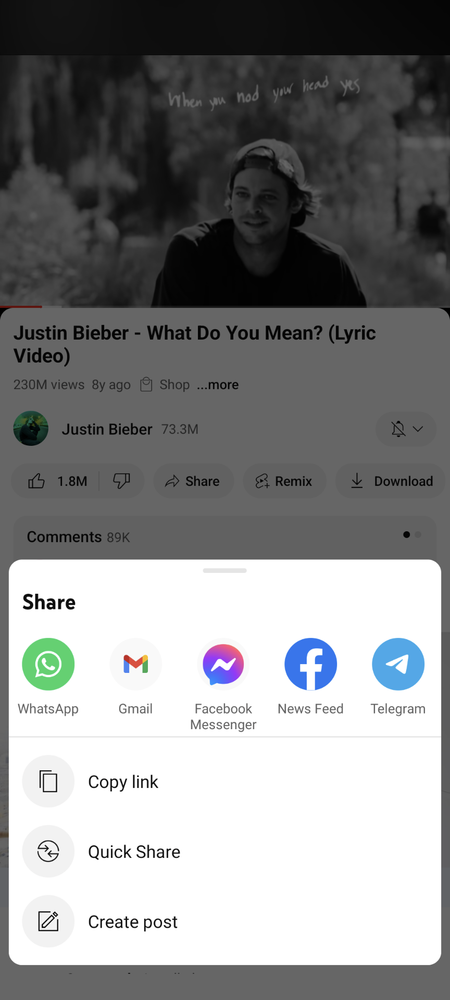 When you nod your head yes
Justin Bieber - What Do You Mean? (Lyric
Video)
230M views 8y ago Shop ...more
Justin Bieber 73.3M
1.8M Share Remix Download
Comments 89K
Share
WhatsApp Gmail Facebook Messenger News Feed Telegram
Copy link
Quick Share
Create post